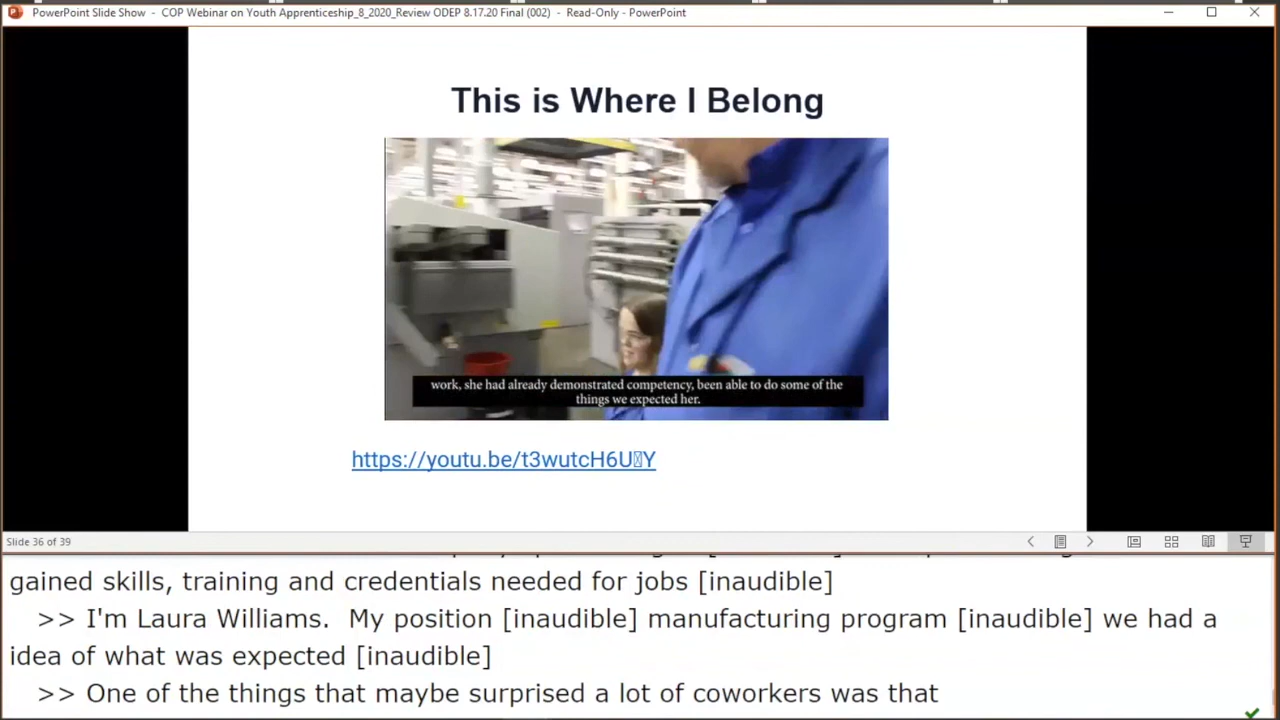 PowerPoint Slide Show - COP Webinar on Youth Apprenticeship_8_2020_Review ODEP 8.17.20 Final (002) - Read-Only - PowerPoint
This is Where I Belong
work, she had already demonstrated competency, been able to do some of the
things we expected her.
https://youtu.be/t3wutcH6U▯Y
Slide 36 of 39
gained skills, training and credentials needed for jobs [inaudible]
>> I'm Laura Williams.  My position [inaudible] manufacturing program [inaudible] we had a
idea of what was expected [inaudible]
>> One of the things that maybe surprised a lot of coworkers was that